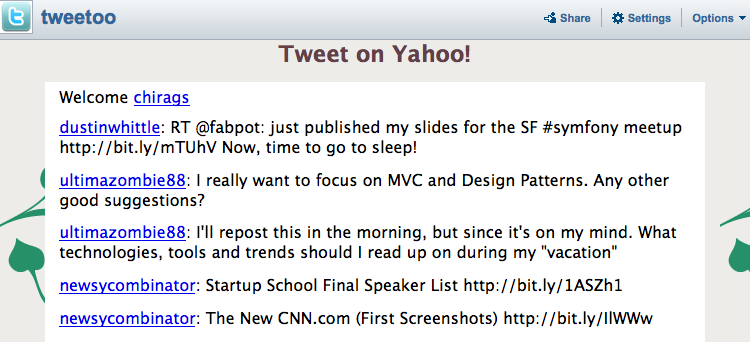 tweetoo
Share
Settings
Options
Tweet on Yahoo!
Welcome chirags
dustinwhittle: RT @fabpot: just published my slides for the SF #symfony meetup
http://bit.ly/mTUhV Now, time to go to sleep!
ultimazombie88: I really want to focus on MVC and Design Patterns. Any other
good suggestions?
ultimazombie88: I'll repost this in the morning, but since it's on my mind. What
technologies, tools and trends should I read up on during my "vacation"
newsycombinator: Startup School Final Speaker List http://bit.ly/1ASZh1
newsycombinator: The New CNN.com (First Screenshots) http://bit.ly/IlWWw